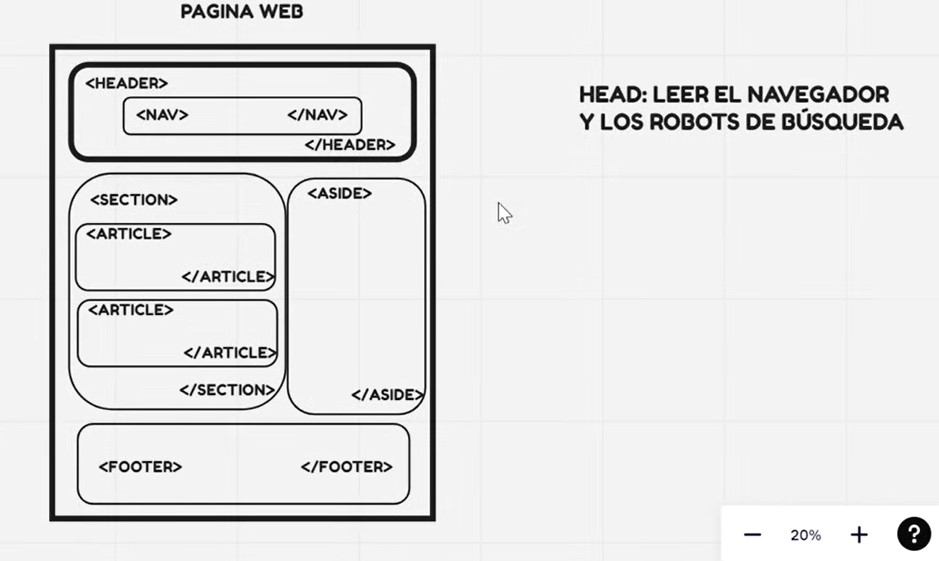 PAGINA WEB
<HEADER>
<NAV> </NAV>
</HEADER>
<SECTION>
<ARTICLE>
</ARTICLE>
<ARTICLE>
</ARTICLE>
</SECTION>
<ASIDE>
</ASIDE>
<FOOTER> </FOOTER>
HEAD: LEER EL NAVEGADOR
Y LOS ROBOTS DE BÚSQUEDA
− 20% + ?